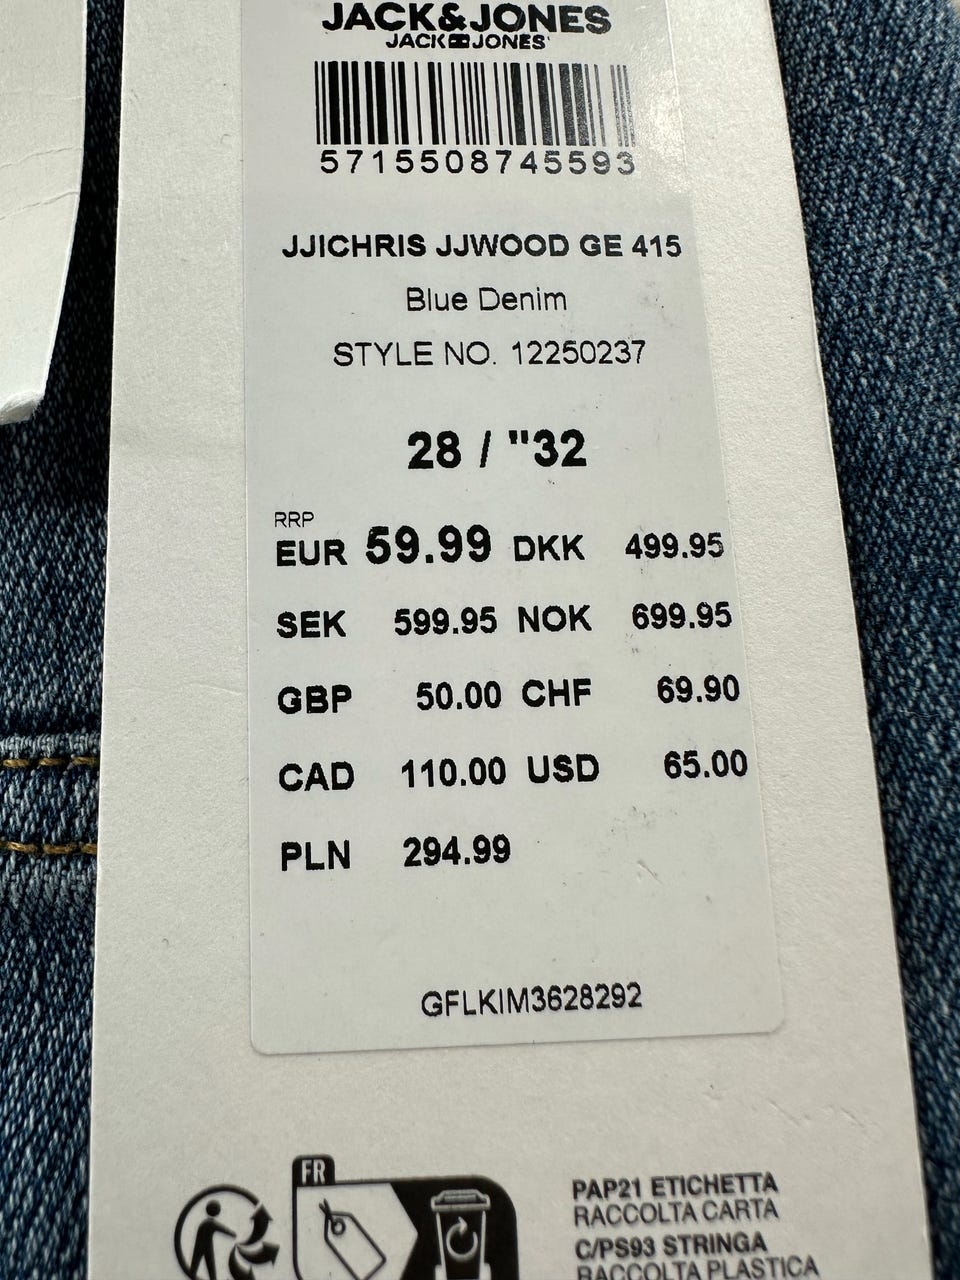 JACK&JONES
JACK&JONES
5715508745593
JJICHRIS JJWOOD GE 415
Blue Denim
STYLE NO. 12250237
28 / "32
RRP
EUR 59.99 DKK 499.95
SEK 599.95 NOK 699.95
GBP 50.00 CHF 69.90
CAD 110.00 USD 65.00
PLN 294.99
GFLKIM3628292
FR
PAP21 ETICHETTA
RACCOLTA CARTA
C/PS93 STRINGA
RACCOLTA PLASTICA